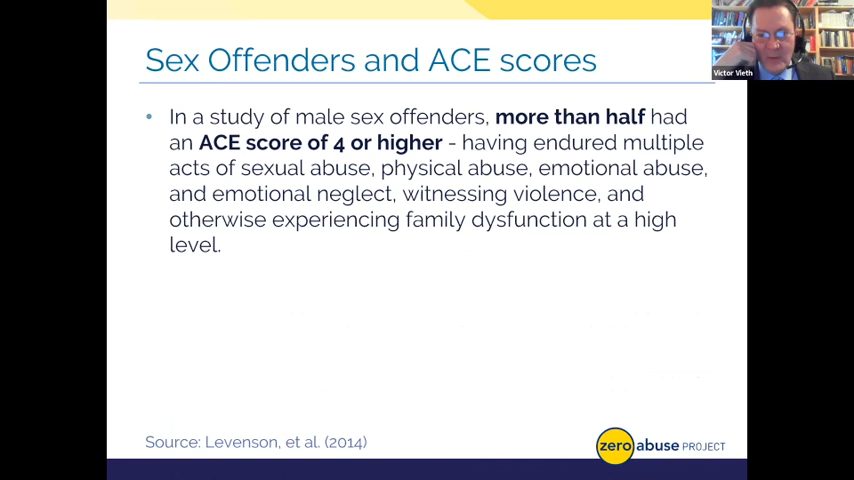 Sex Offenders and ACE scores
Victor Vieth
• In a study of male sex offenders, more than half had
an ACE score of 4 or higher - having endured multiple
acts of sexual abuse, physical abuse, emotional abuse,
and emotional neglect, witnessing violence, and
otherwise experiencing family dysfunction at a high
level.
Source: Levenson, et al. (2014)
zero abuse PROJECT